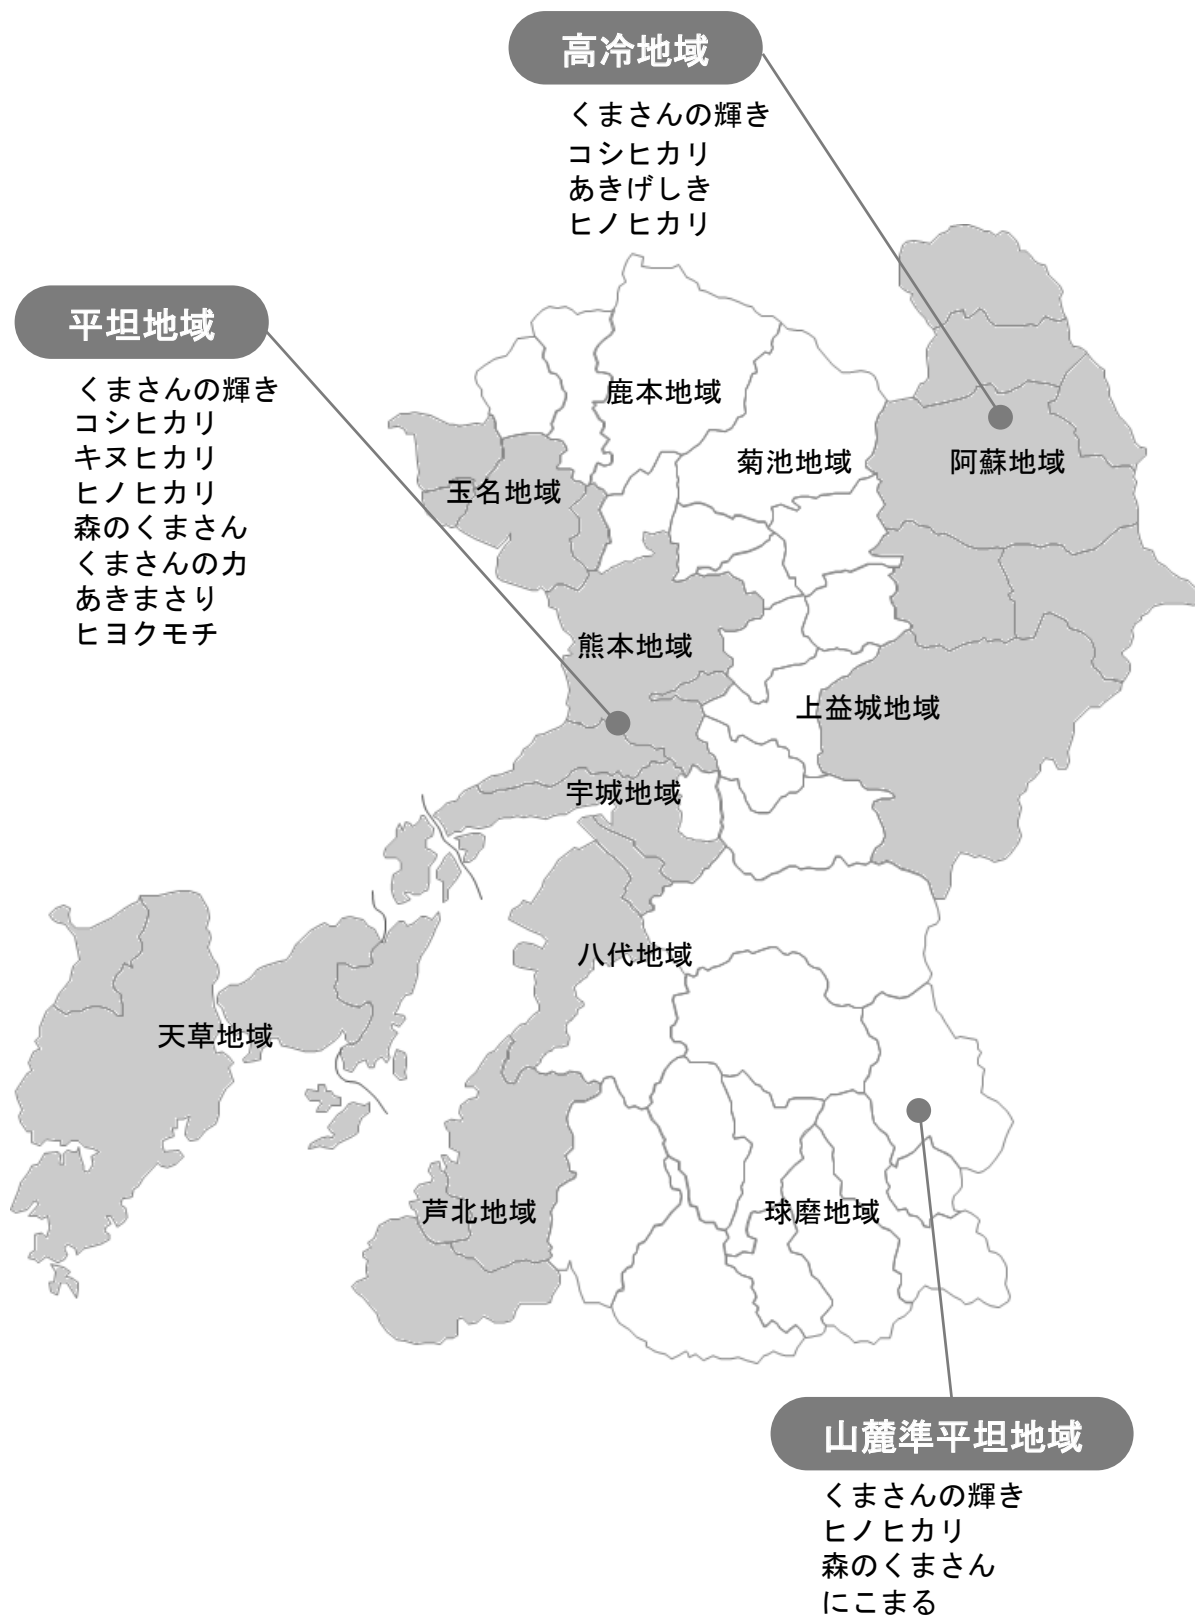 高冷地域
くまさんの輝き
コシヒカリ
あきげしき
ヒノヒカリ
平坦地域
くまさんの輝き
コシヒカリ
キヌヒカリ
ヒノヒカリ
森のくまさん
くまさんの力
あきまさり
ヒヨクモチ
鹿本地域
菊池地域
阿蘇地域
玉名地域
熊本地域
上益城地域
宇城地域
八代地域
天草地域
芦北地域
球磨地域
山麓準平坦地域
くまさんの輝き
ヒノヒカリ
森のくまさん
にこまる